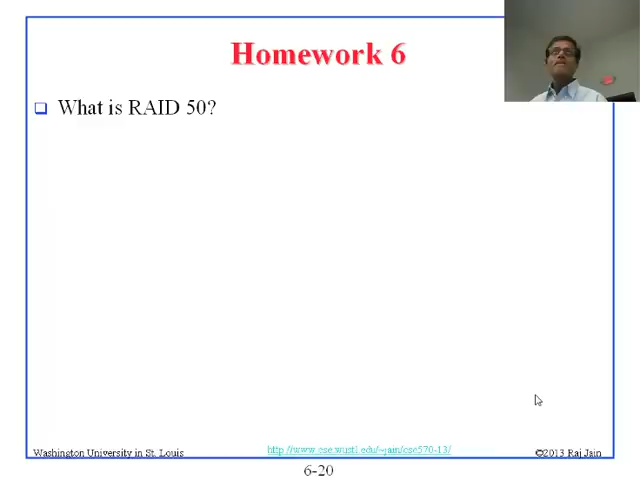 Homework 6
What is RAID 50?
Washington University in St. Louis
http://www.cse.wustl.edu/~jain/cse570-13/
©2013 Raj Jain
6-20